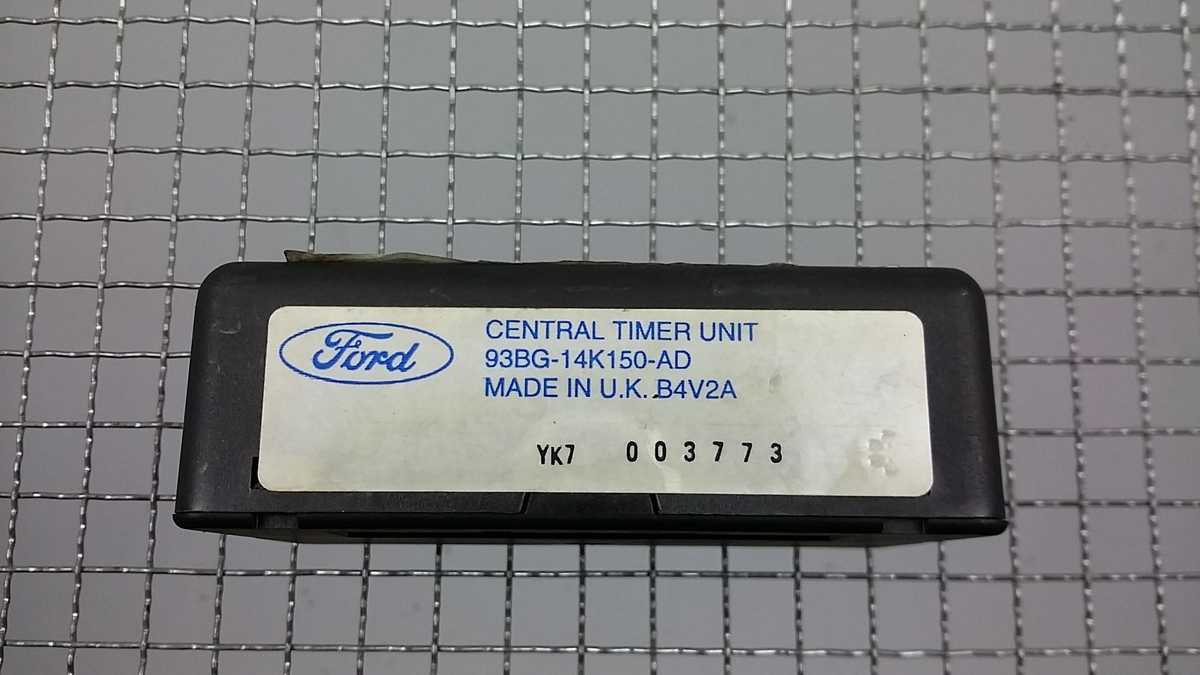 Ford
CENTRAL TIMER UNIT
93BG-14K150-AD
MADE IN U.K. B4V2A
YK7 003773